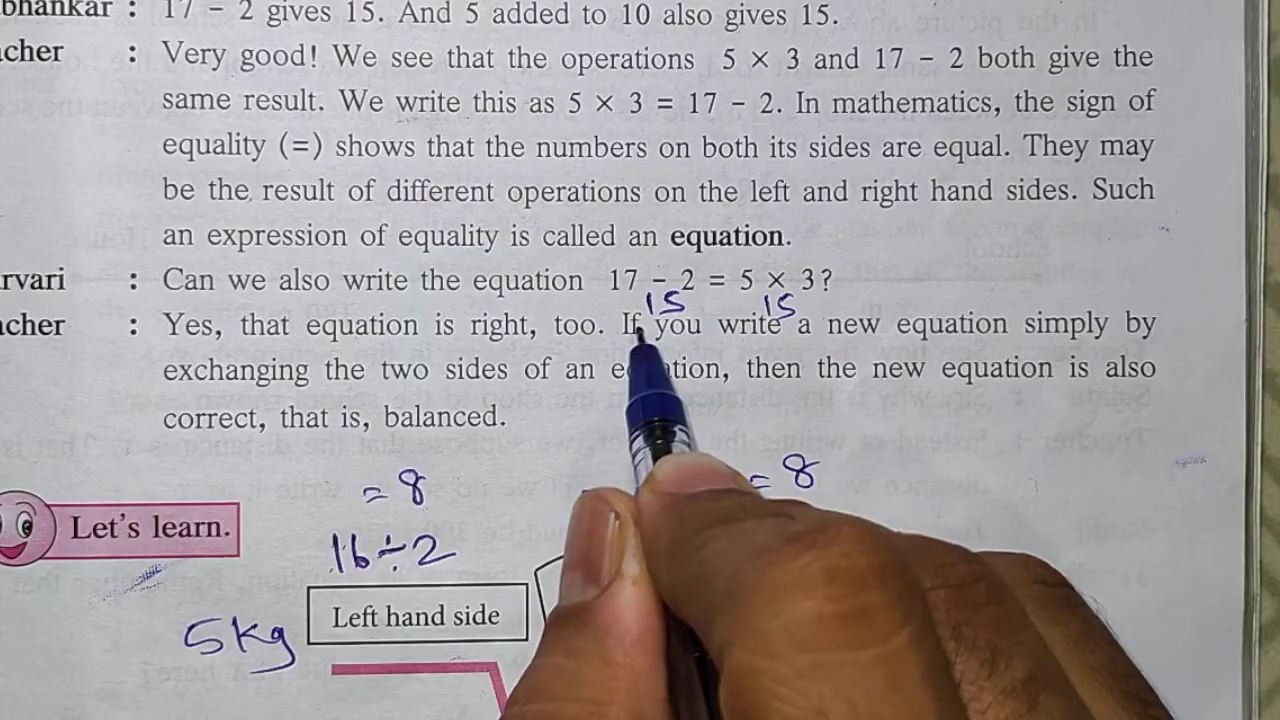 bhankar : 17 − 2 gives 15. And 5 added to 10 also gives 15.
cher : Very good! We see that the operations 5 × 3 and 17 − 2 both give the
same result. We write this as 5 × 3 = 17 − 2. In mathematics, the sign of
equality (=) shows that the numbers on both its sides are equal. They may
be the result of different operations on the left and right hand sides. Such
an expression of equality is called an equation.
rvari : Can we also write the equation 17 − 2 = 5 × 3?
15 15
cher : Yes, that equation is right, too. If you write a new equation simply by
exchanging the two sides of an equation, then the new equation is also
correct, that is, balanced.
= 8 = 8
Let's learn.
16 ÷ 2
Left hand side
5 kg